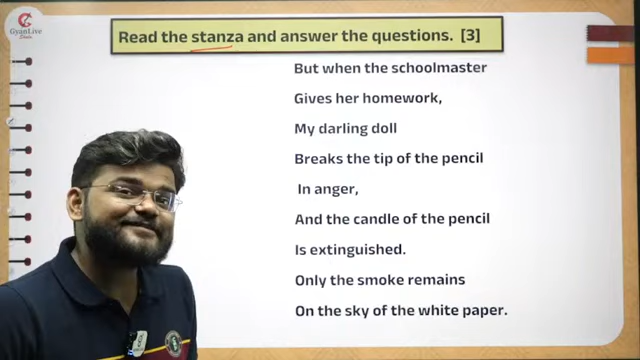 GyanLive
Read the stanza and answer the questions. [3]
But when the schoolmaster
Gives her homework,
My darling doll
Breaks the tip of the pencil
In anger,
And the candle of the pencil
Is extinguished.
Only the smoke remains
On the sky of the white paper.